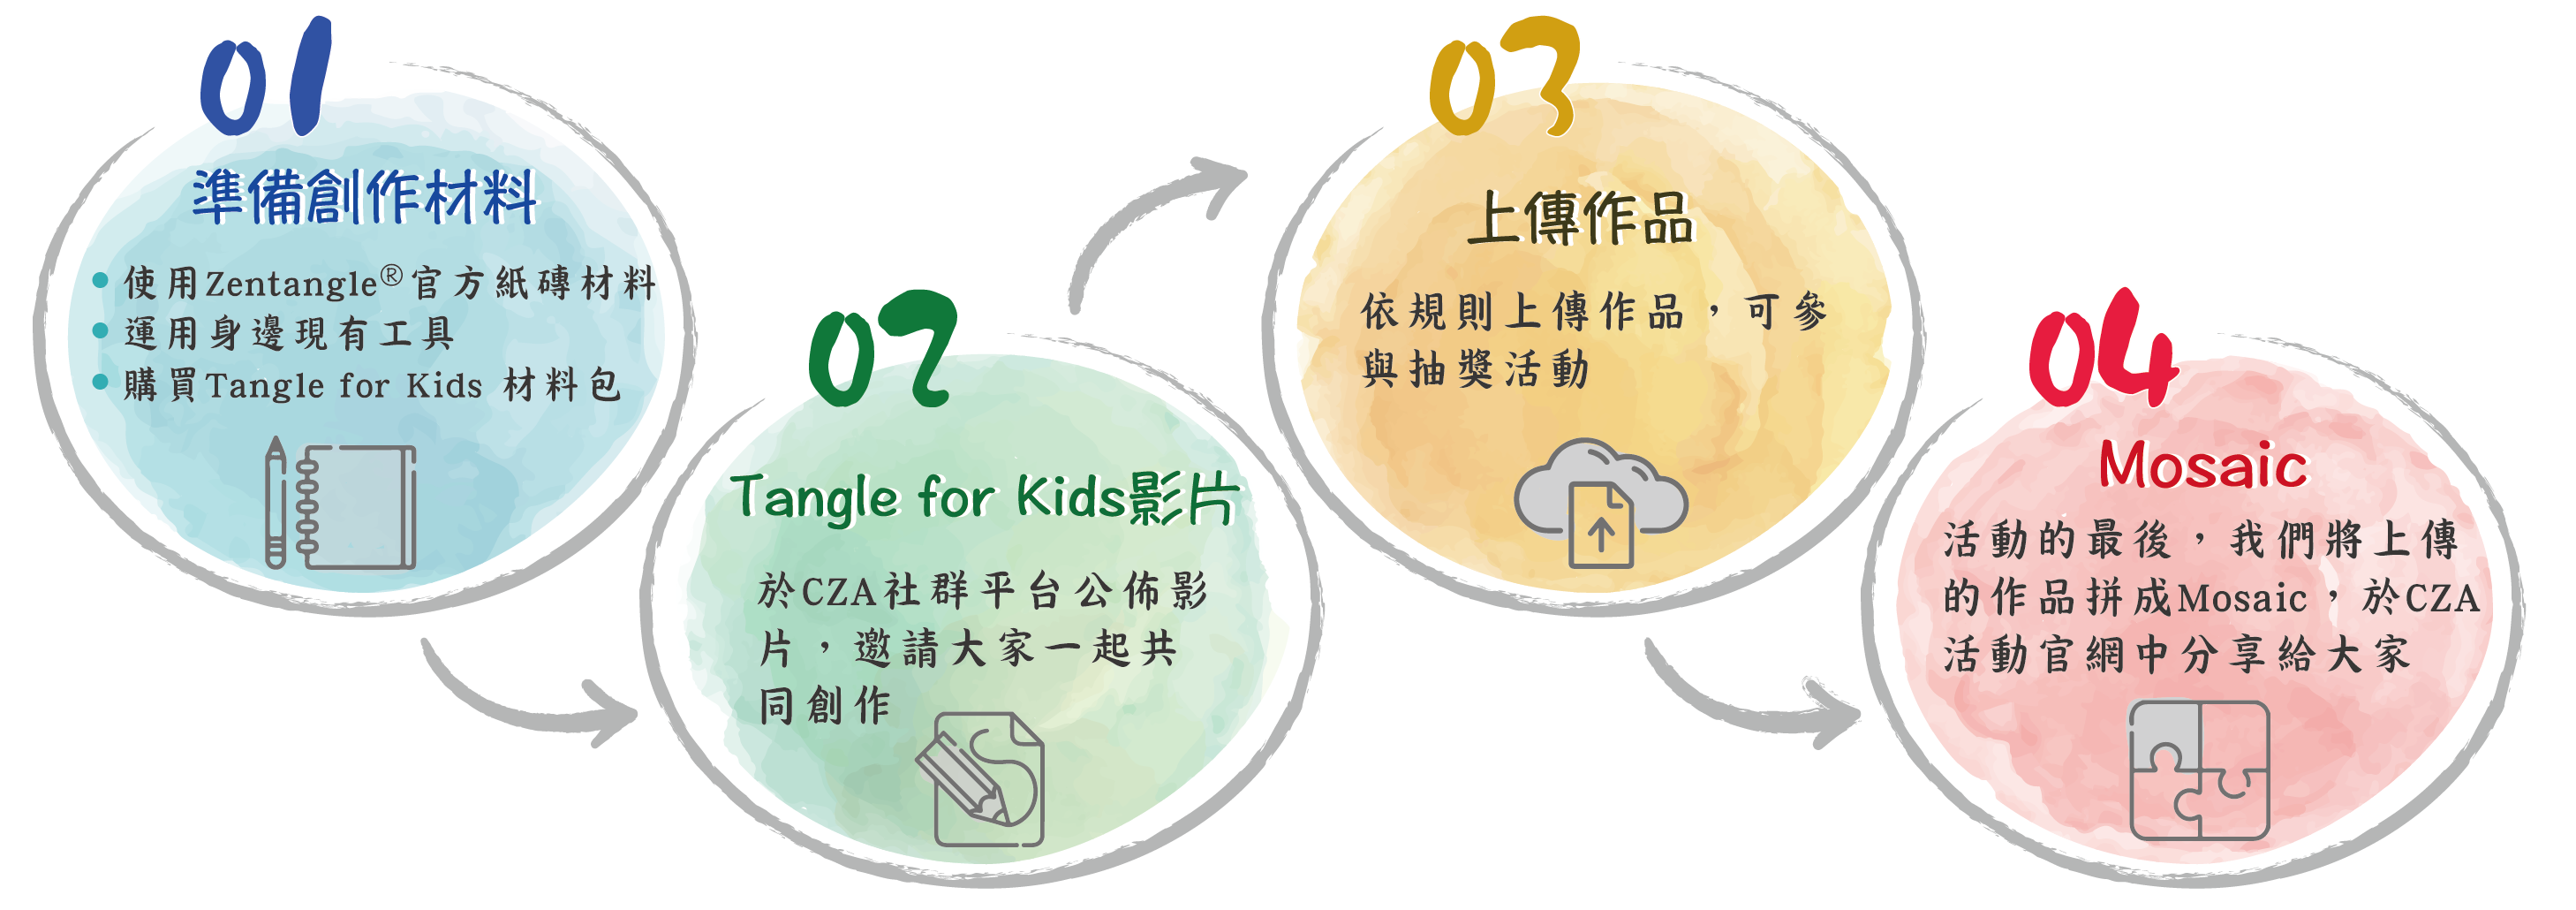 01
準備創作材料
• 使用Zentangle®官方紙磚材料
• 運用身邊現有工具
• 購買Tangle for Kids 材料包
02
Tangle for Kids影片
於CZA社群平台公佈影
片，邀請大家一起共
同創作
03
上傳作品
依規則上傳作品，可參
與抽獎活動
04
Mosaic
活動的最後，我們將上傳
的作品拼成Mosaic，於CZA
活動官網中分享給大家